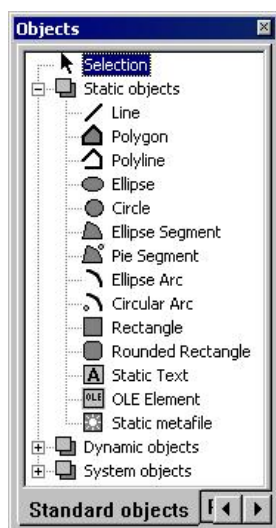 Objects
Selection
Static objects
Line
Polygon
Polyline
Ellipse
Circle
Ellipse Segment
Pie Segment
Ellipse Arc
Circular Arc
Rectangle
Rounded Rectangle
A Static Text
OLE OLE Element
Static metafile
Dynamic objects
System objects
Standard objects